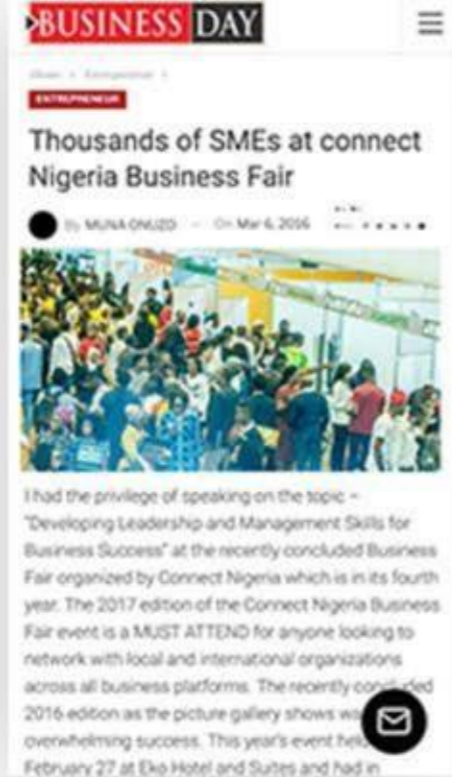 BUSINESS DAY
ENTREPRENEUR
Thousands of SMEs at connect
Nigeria Business Fair
By MUNA ONUZO – On Mar 6, 2016
I had the privilege of speaking on the topic –
"Developing Leadership and Management Skills for
Business Success" at the recently concluded Business
Fair organized by Connect Nigeria which is in its fourth
year. The 2017 edition of the Connect Nigeria Business
Fair event is a MUST ATTEND for anyone looking to
network with local and international organizations
across all business platforms. The recently concluded
2016 edition as the picture gallery shows
overwhelming success. This year's event held
February 27 at Eko Hotel and Suites and had in